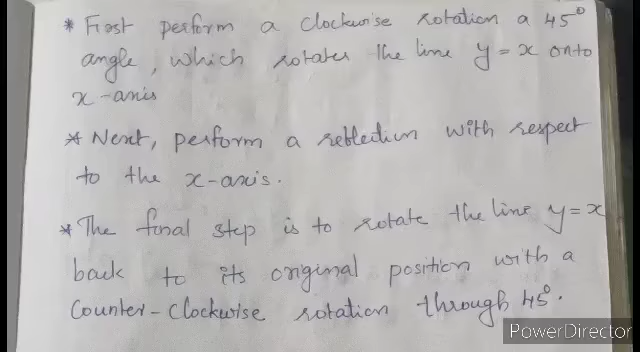 * First perform a clockwise rotation a 45°
angle, which rotates the line y = x onto
x-axis
* Next, perform a reflection with respect
to the x-axis.
* The final step is to rotate the line y = x
back to its original position with a
counter-clockwise rotation through 45°.
PowerDirector